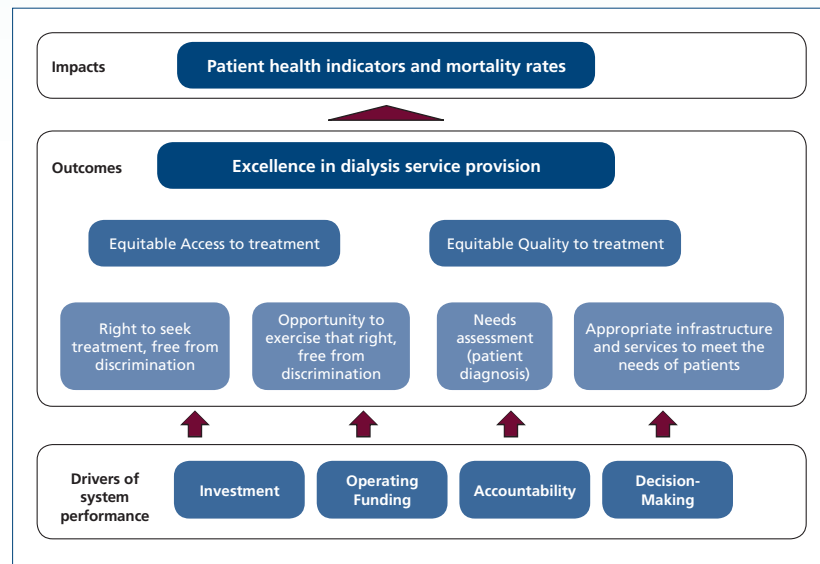 Impacts
Patient health indicators and mortality rates
Outcomes
Excellence in dialysis service provision
Equitable Access to treatment
Equitable Quality to treatment
Right to seek
treatment, free from
discrimination
Opportunity to
exercise that right,
free from
discrimination
Needs
assessment
(patient
diagnosis)
Appropriate infrastructure
and services to meet the
needs of patients
Drivers of
system
performance
Investment
Operating
Funding
Accountability
Decision-
Making